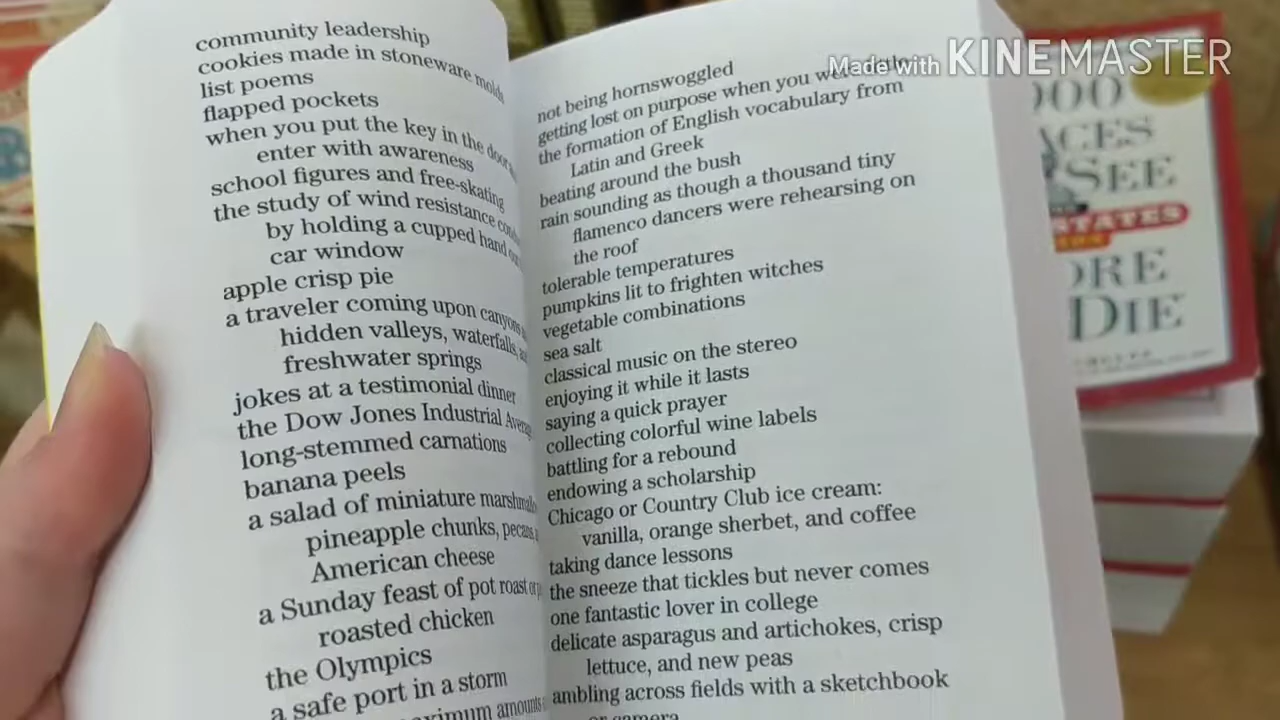 community leadership
cookies made in stoneware molds
list poems
flapped pockets
when you put the key in the door,
enter with awareness
school figures and free-skating
the study of wind resistance
by holding a cupped hand
car window
apple crisp pie
a traveler coming upon canyons
hidden valleys, waterfalls,
freshwater springs
jokes at a testimonial dinner
the Dow Jones Industrial
long-stemmed carnations
banana peels
a salad of miniature
pineapple chunks, pecans,
American cheese
a Sunday feast of pot roast or
roasted chicken
the Olympics
a safe port in a storm
amounts
not being hornswoggled
getting lost on purpose when you
the formation of English vocabulary from
Latin and Greek
beating around the bush
rain sounding as though a thousand tiny
flamenco dancers were rehearsing on
the roof
tolerable temperatures
pumpkins lit to frighten witches
vegetable combinations
sea salt
classical music on the stereo
enjoying it while it lasts
saying a quick prayer
collecting colorful wine labels
battling for a rebound
endowing a scholarship
Chicago or Country Club ice cream:
vanilla, orange sherbet, and coffee
taking dance lessons
the sneeze that tickles but never comes
one fantastic lover in college
delicate asparagus and artichokes, crisp
lettuce, and new peas
ambling across fields with a sketchbook
or camera
Made with KINEMASTER
SEE
DIE